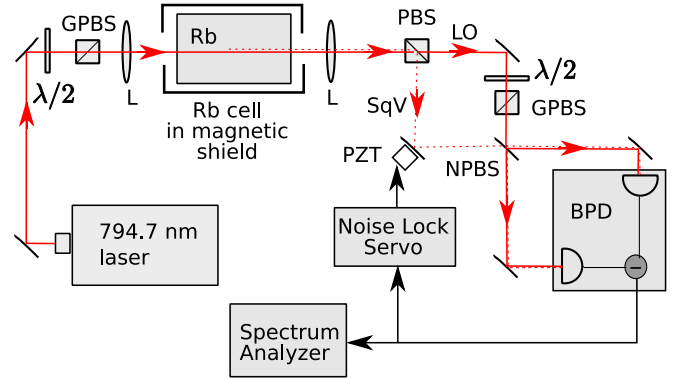 GPBS
Rb
PBS
LO
λ/2
L
Rb cell
in magnetic
shield
L
SqV
λ/2
GPBS
PZT
NPBS
794.7 nm
laser
Noise Lock
Servo
BPD
−
Spectrum
Analyzer